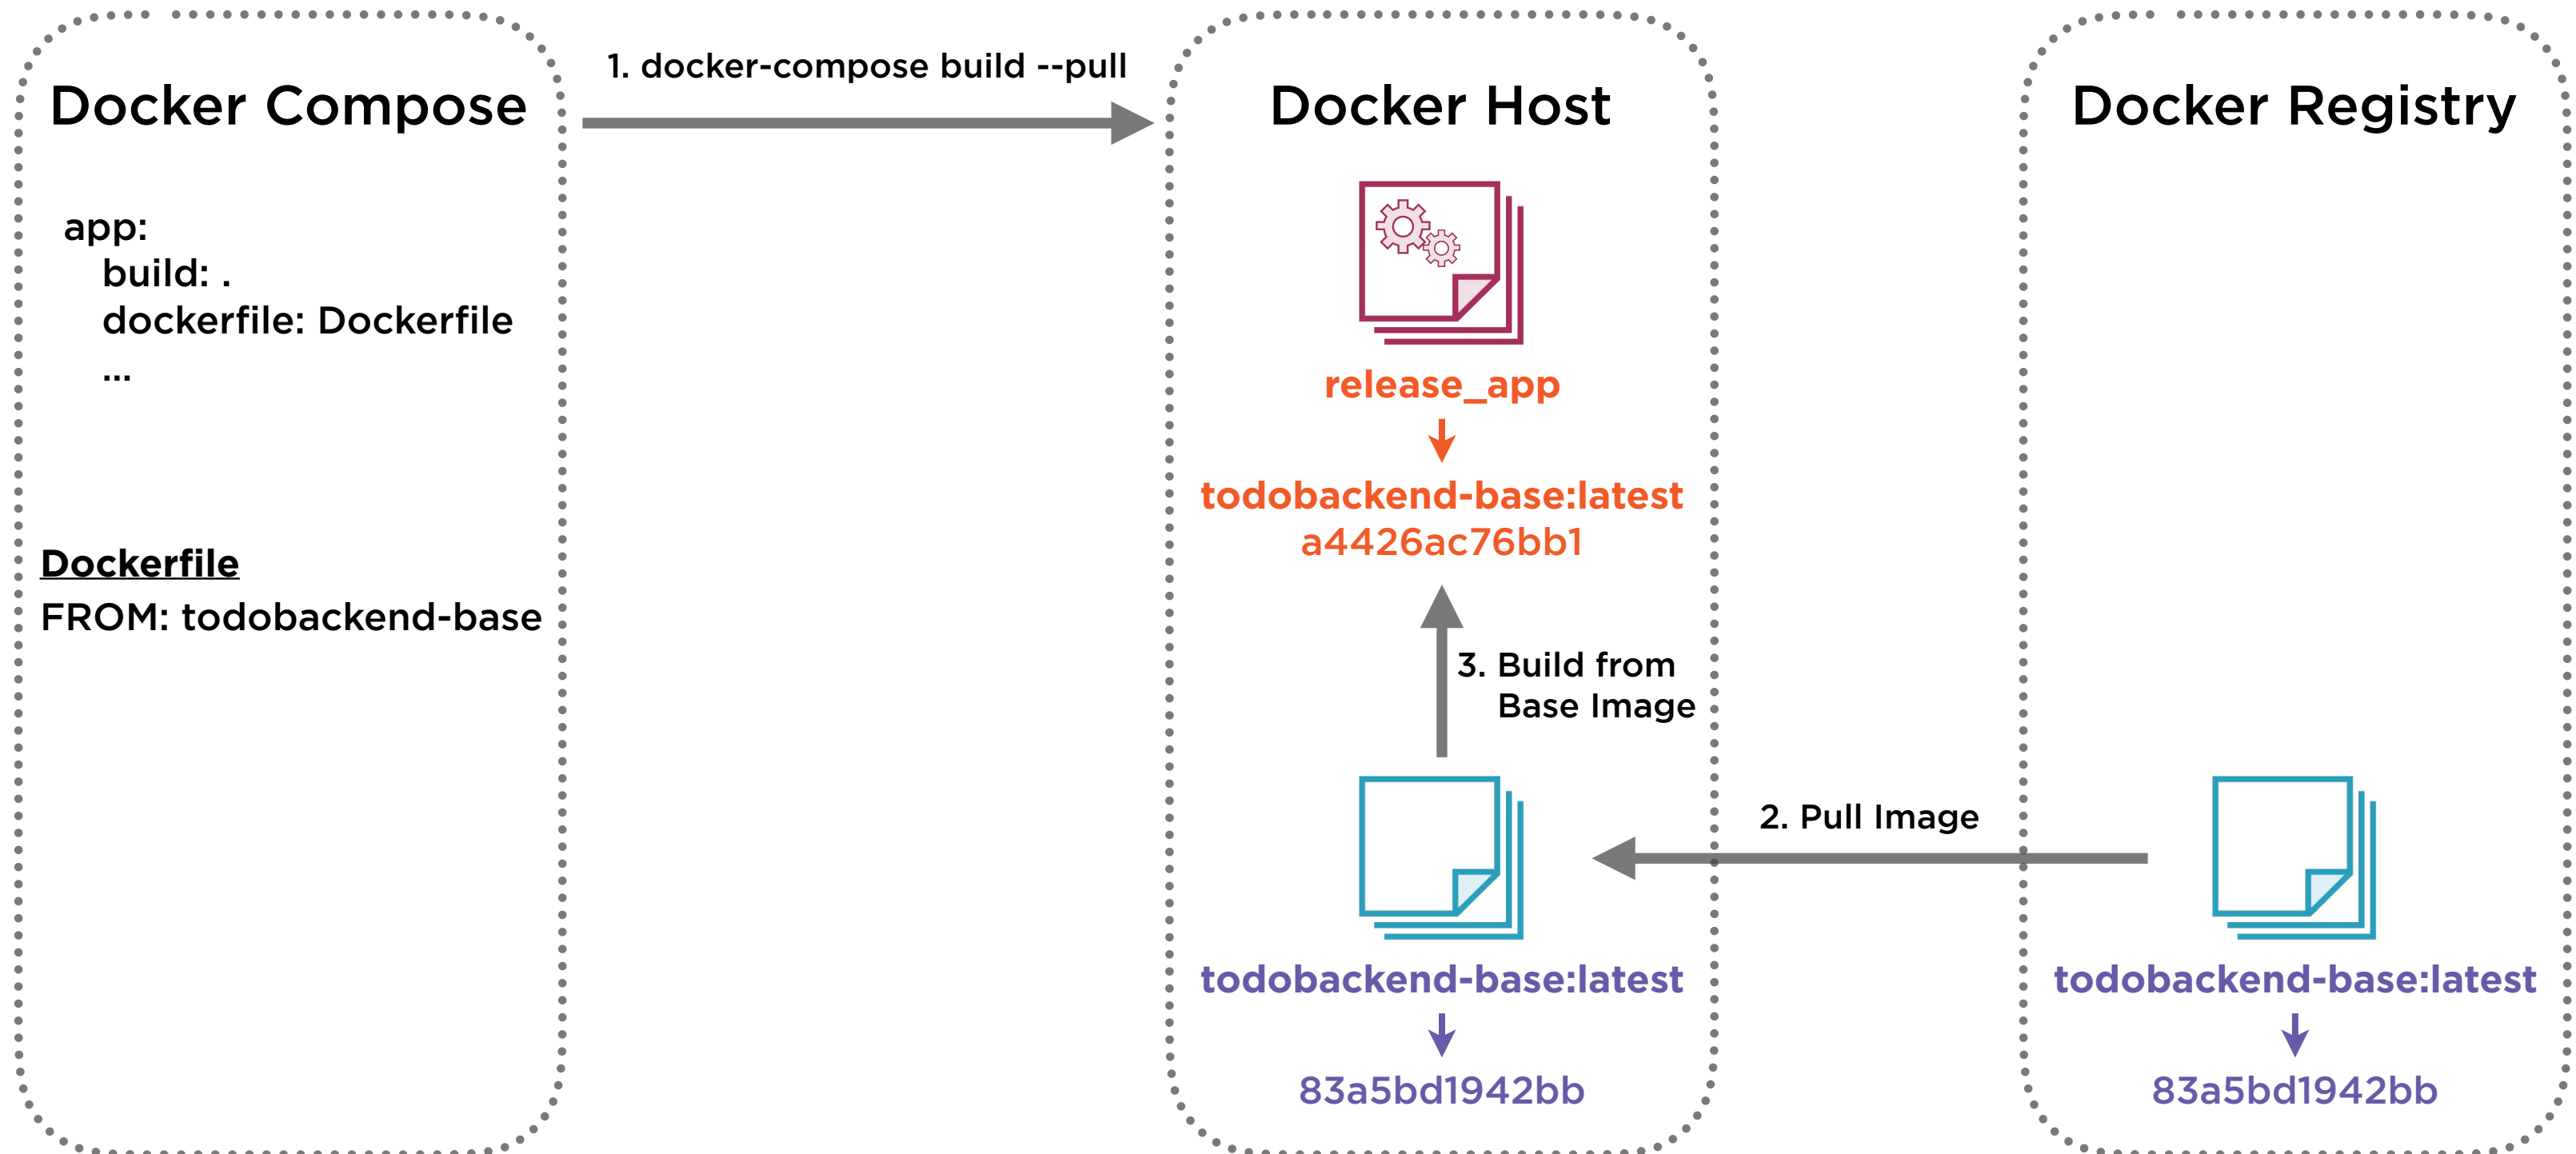 Docker Compose
app:
build: .
dockerfile: Dockerfile
...
Dockerfile
FROM: todobackend-base
1. docker-compose build --pull
Docker Host
release_app
todobackend-base:latest
a4426ac76bb1
3. Build from
Base Image
todobackend-base:latest
83a5bd1942bb
2. Pull Image
Docker Registry
todobackend-base:latest
83a5bd1942bb